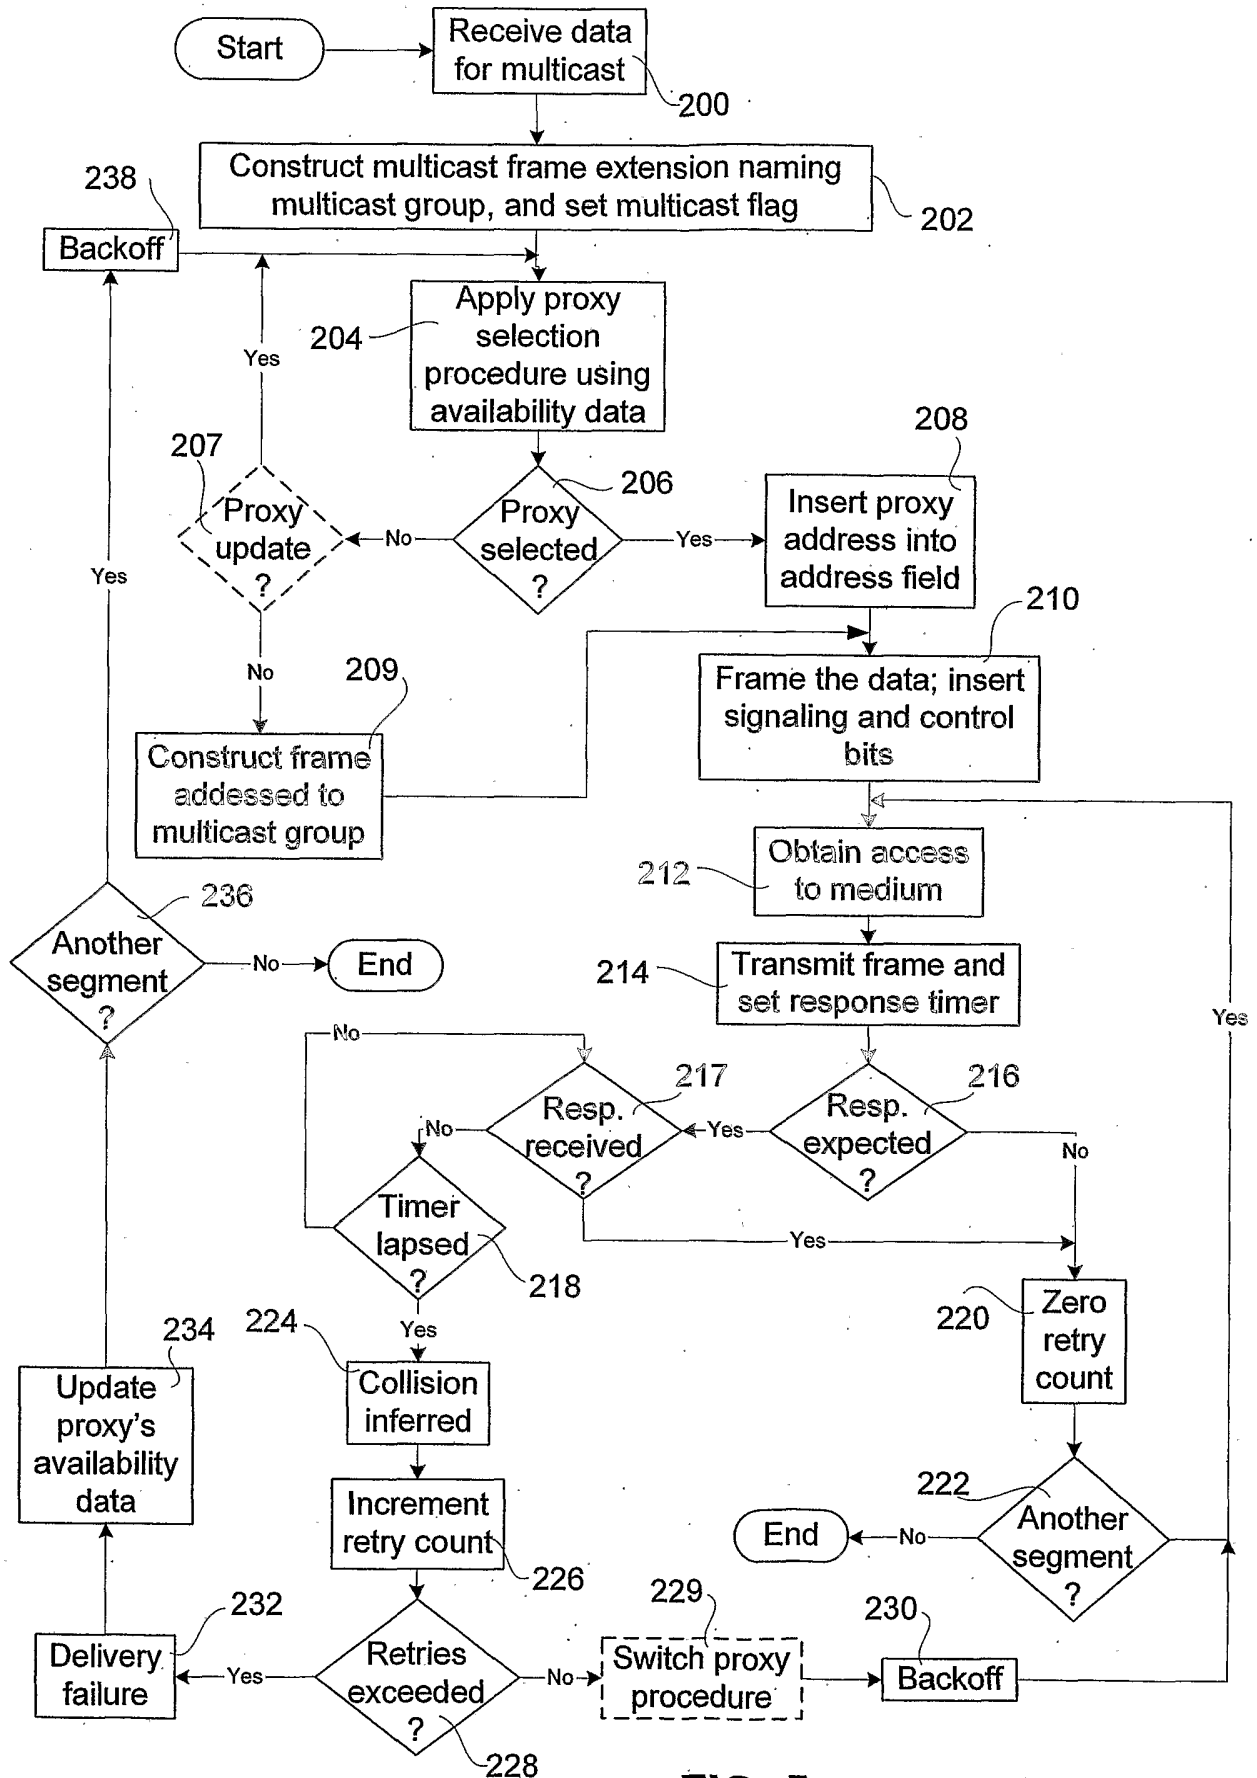 Start
Receive data
for multicast
200
Construct multicast frame extension naming
multicast group, and set multicast flag
202
238
Backoff
Apply proxy
selection
procedure using
availability data
204
Yes
207
Proxy
update
?
No
206
Proxy
selected
?
Yes
208
Insert proxy
address into
address field
Yes
210
Frame the data; insert
signaling and control
bits
No
209
Construct frame
addessed to
multicast group
212
Obtain access
to medium
236
Another
segment
?
No
End
214
Transmit frame and
set response timer
Yes
No
217
Resp.
received
?
216
Resp.
expected
?
Yes
No
No
Timer
lapsed
?
218
Yes
Yes
224
Collision
inferred
220
Zero
retry
count
234
Update
proxy's
availability
data
Increment
retry count
226
222
Another
segment
?
No
End
232
Delivery
failure
Yes
Retries
exceeded
?
228
No
229
Switch proxy
procedure
230
Backoff